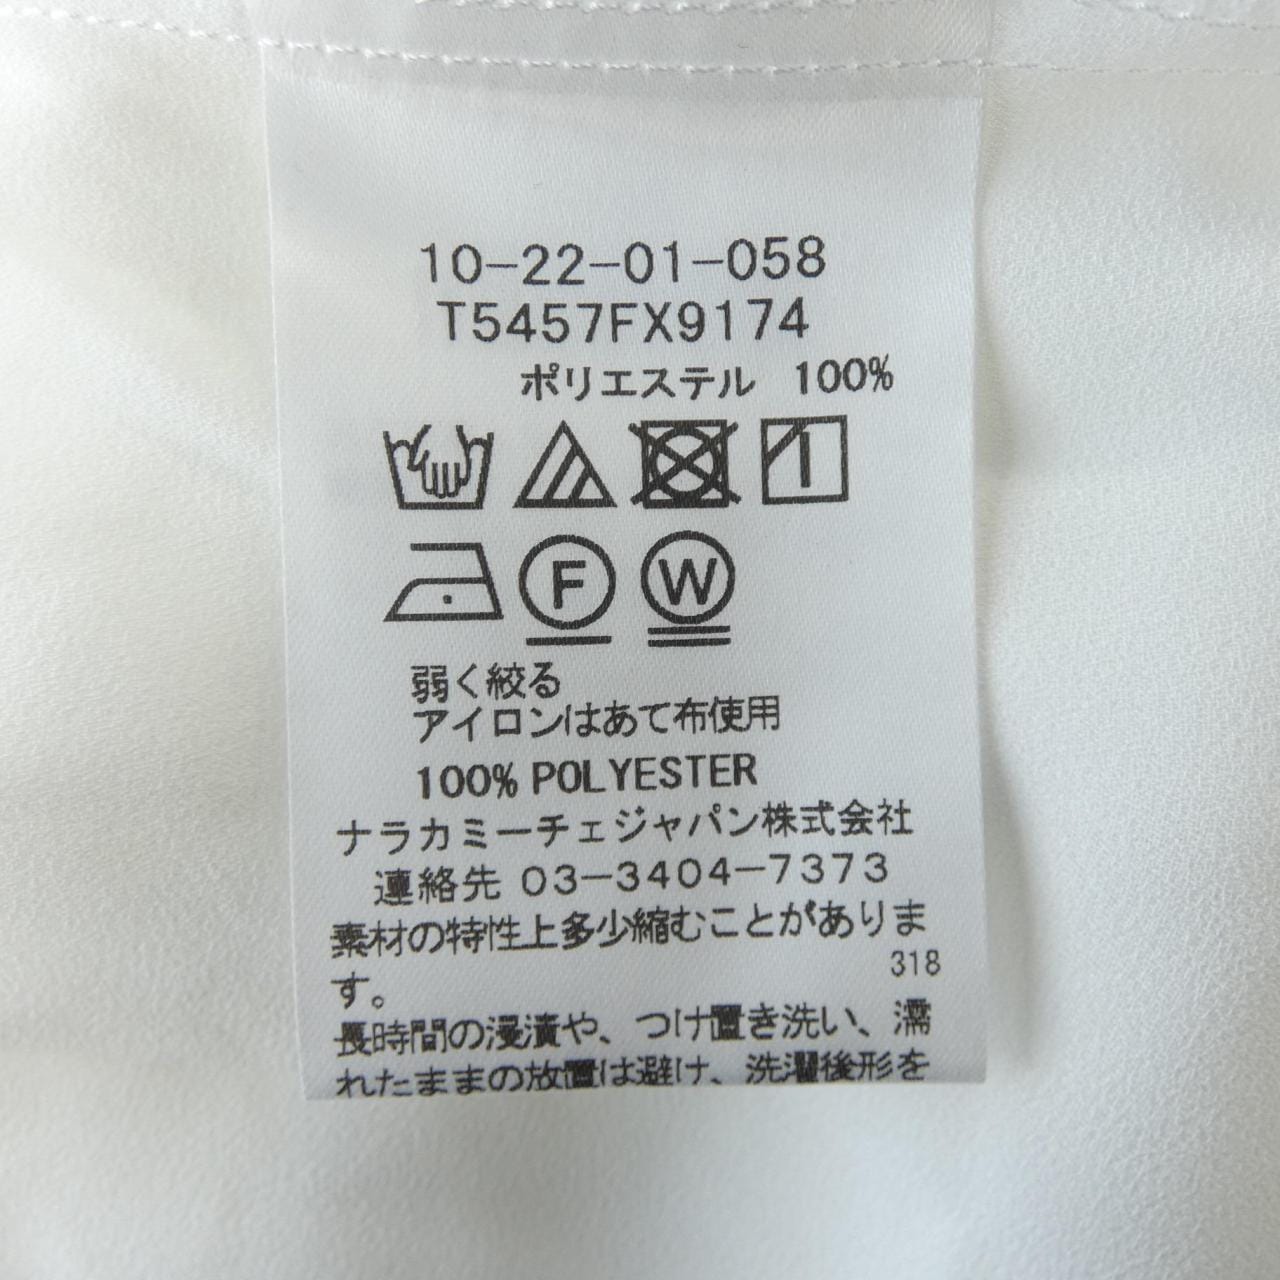 10-22-01-058
T5457FX9174
ポリエステル 100%
F W
弱く絞る
アイロンはあて布使用
100% POLYESTER
ナラカミーチェジャパン株式会社
連絡先 03-3404-7373
素材の特性上多少縮むことがありま
す。
318
長時間の浸漬や、つけ置き洗い、濡
れたままの放置は避け、洗濯後形を